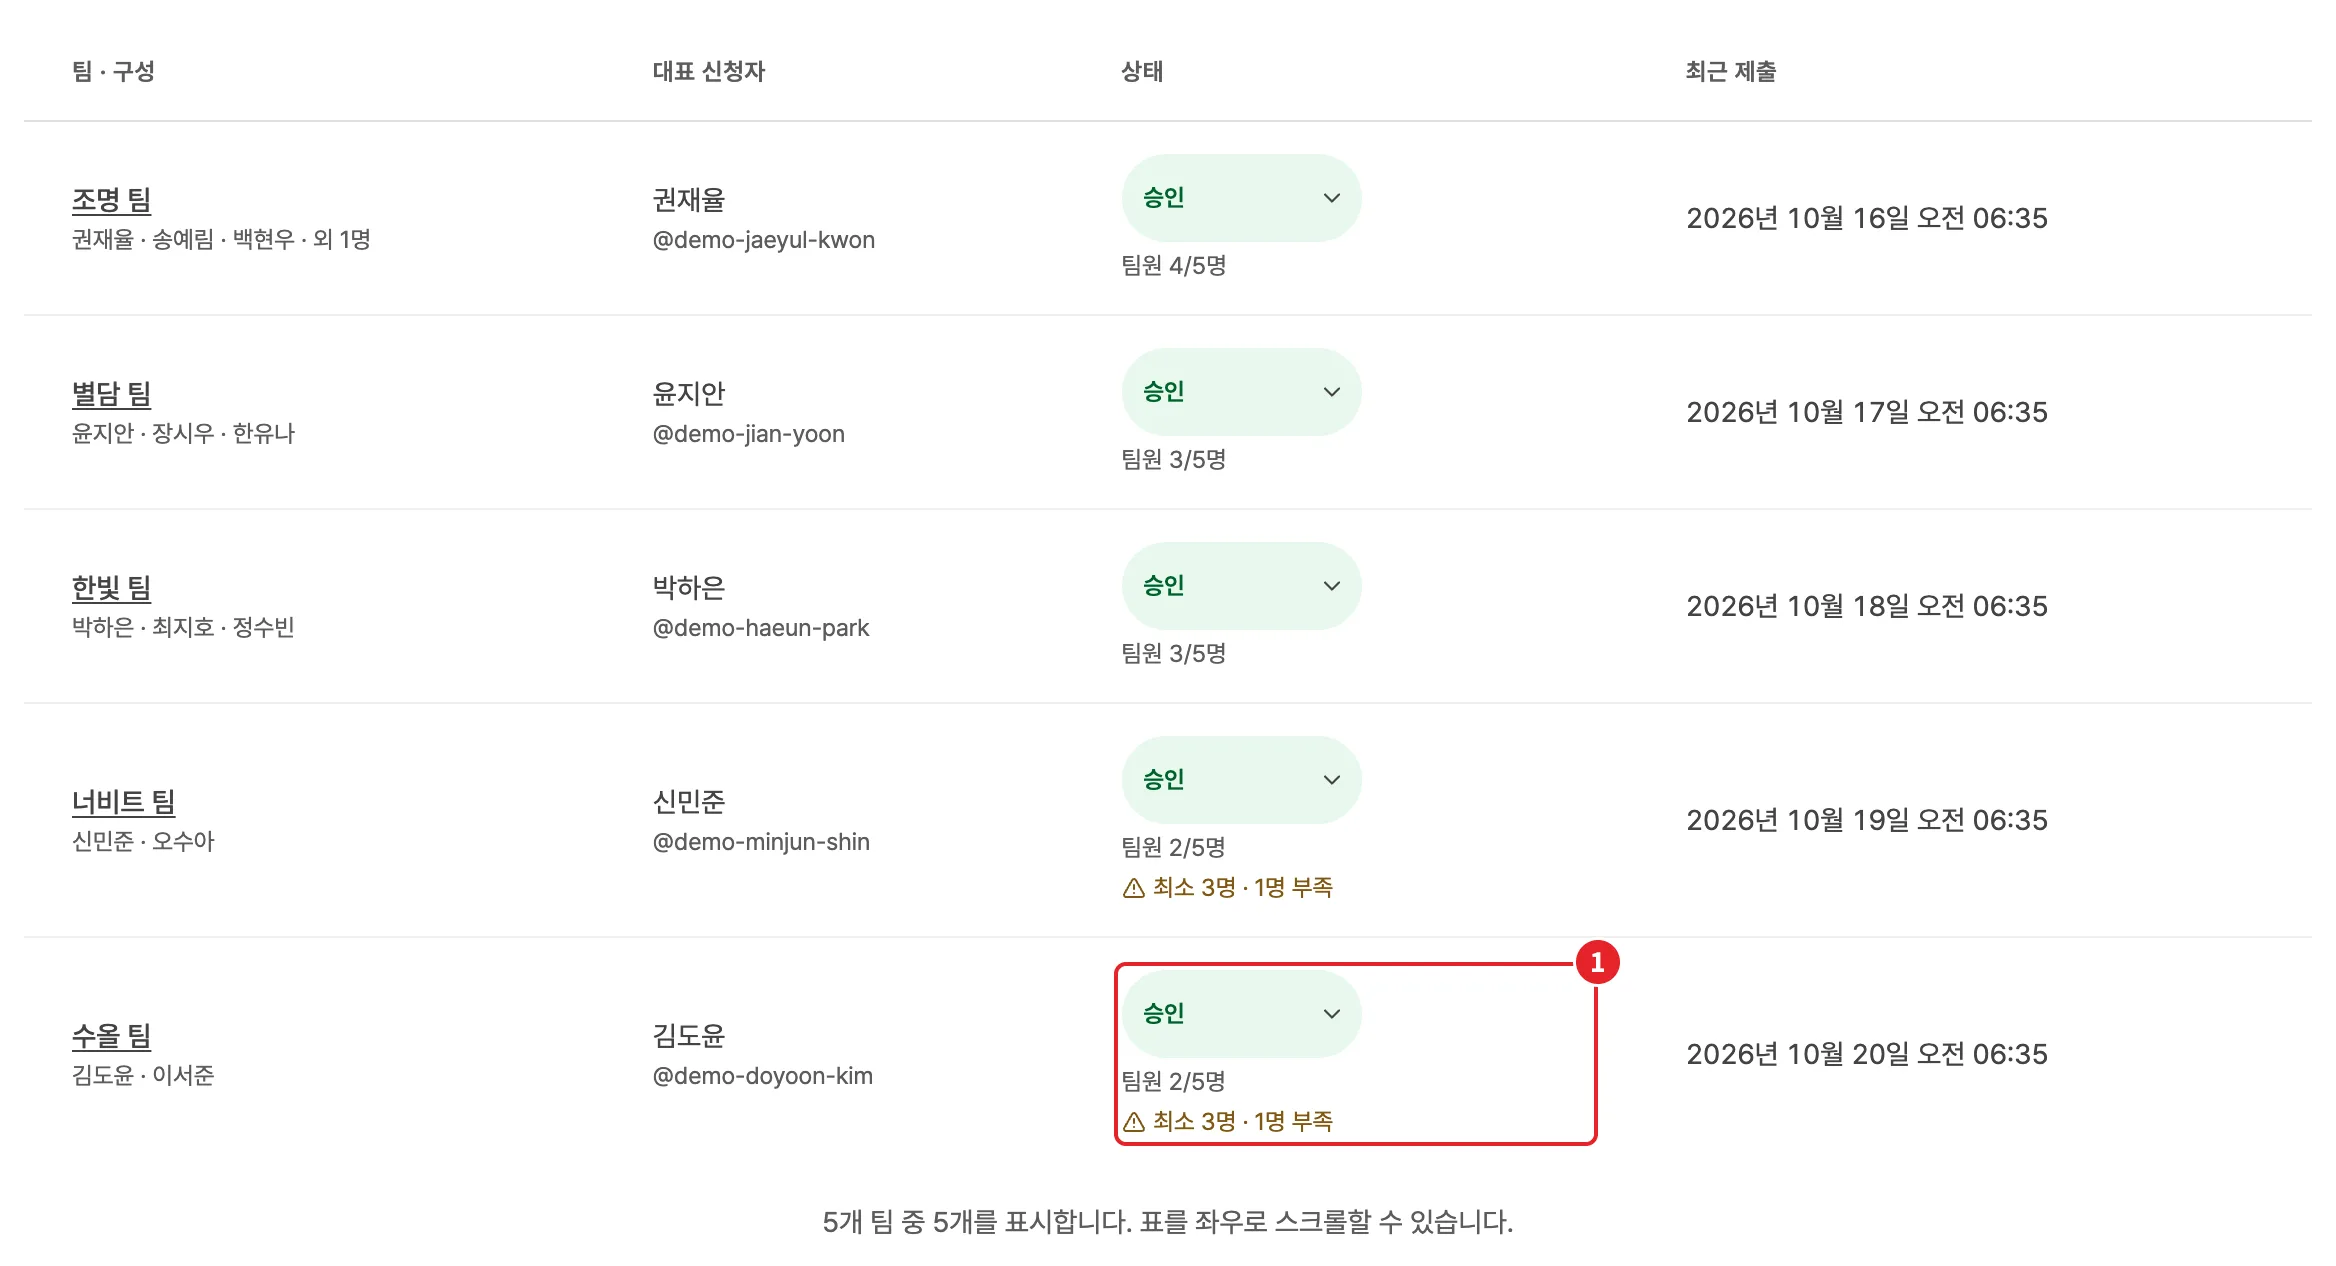 팀 · 구성
대표 신청자
상태
최근 제출
조명 팀
권재율 · 송예림 · 백현우 · 외 1명
권재율
@demo-jaeyul-kwon
승인
팀원 4/5명
2026년 10월 16일 오전 06:35
별담 팀
윤지안 · 장시우 · 한유나
윤지안
@demo-jian-yoon
승인
팀원 3/5명
2026년 10월 17일 오전 06:35
한빛 팀
박하은 · 최지호 · 정수빈
박하은
@demo-haeun-park
승인
팀원 3/5명
2026년 10월 18일 오전 06:35
너비트 팀
신민준 · 오수아
신민준
@demo-minjun-shin
승인
팀원 2/5명
최소 3명 · 1명 부족
2026년 10월 19일 오전 06:35
수올 팀
김도윤 · 이서준
김도윤
@demo-doyoon-kim
1
승인
팀원 2/5명
최소 3명 · 1명 부족
2026년 10월 20일 오전 06:35
5개 팀 중 5개를 표시합니다. 표를 좌우로 스크롤할 수 있습니다.